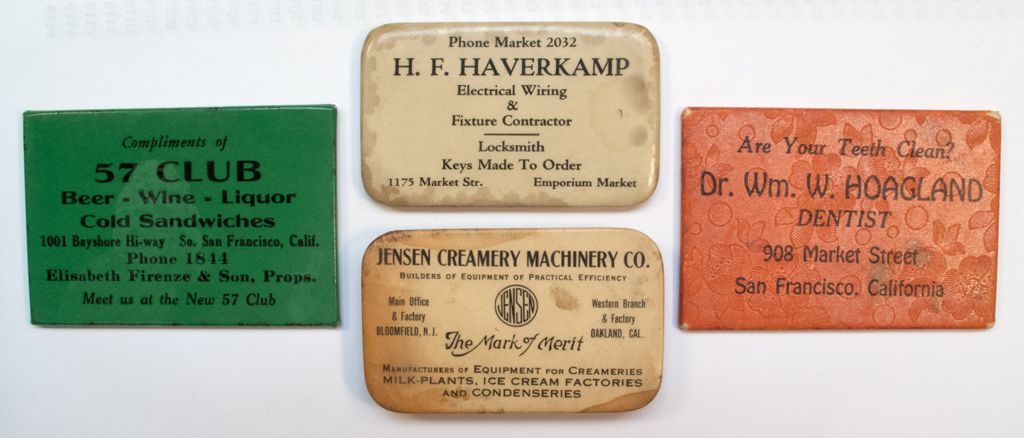 Compliments of
57 CLUB
Beer - Wine - Liquor
Cold Sandwiches
1001 Bayshore Hi-way So. San Francisco, Calif.
Phone 1844
Elisabeth Firenze & Son, Props.
Meet us at the New 57 Club
Phone Market 2032
H. F. HAVERKAMP
Electrical Wiring
&
Fixture Contractor
Locksmith
Keys Made To Order
1175 Market Str. Emporium Market
JENSEN CREAMERY MACHINERY CO.
BUILDERS OF EQUIPMENT OF PRACTICAL EFFICIENCY
Main Office
& Factory
BLOOMFIELD, N.J.
JENSEN
Western Branch
& Factory
OAKLAND, CAL.
The Mark of Merit
MANUFACTURERS OF EQUIPMENT FOR CREAMERIES
MILK-PLANTS, ICE CREAM FACTORIES
AND CONDENSERIES
Are Your Teeth Clean?
Dr. Wm. W. HOAGLAND
DENTIST
908 Market Street
San Francisco, California